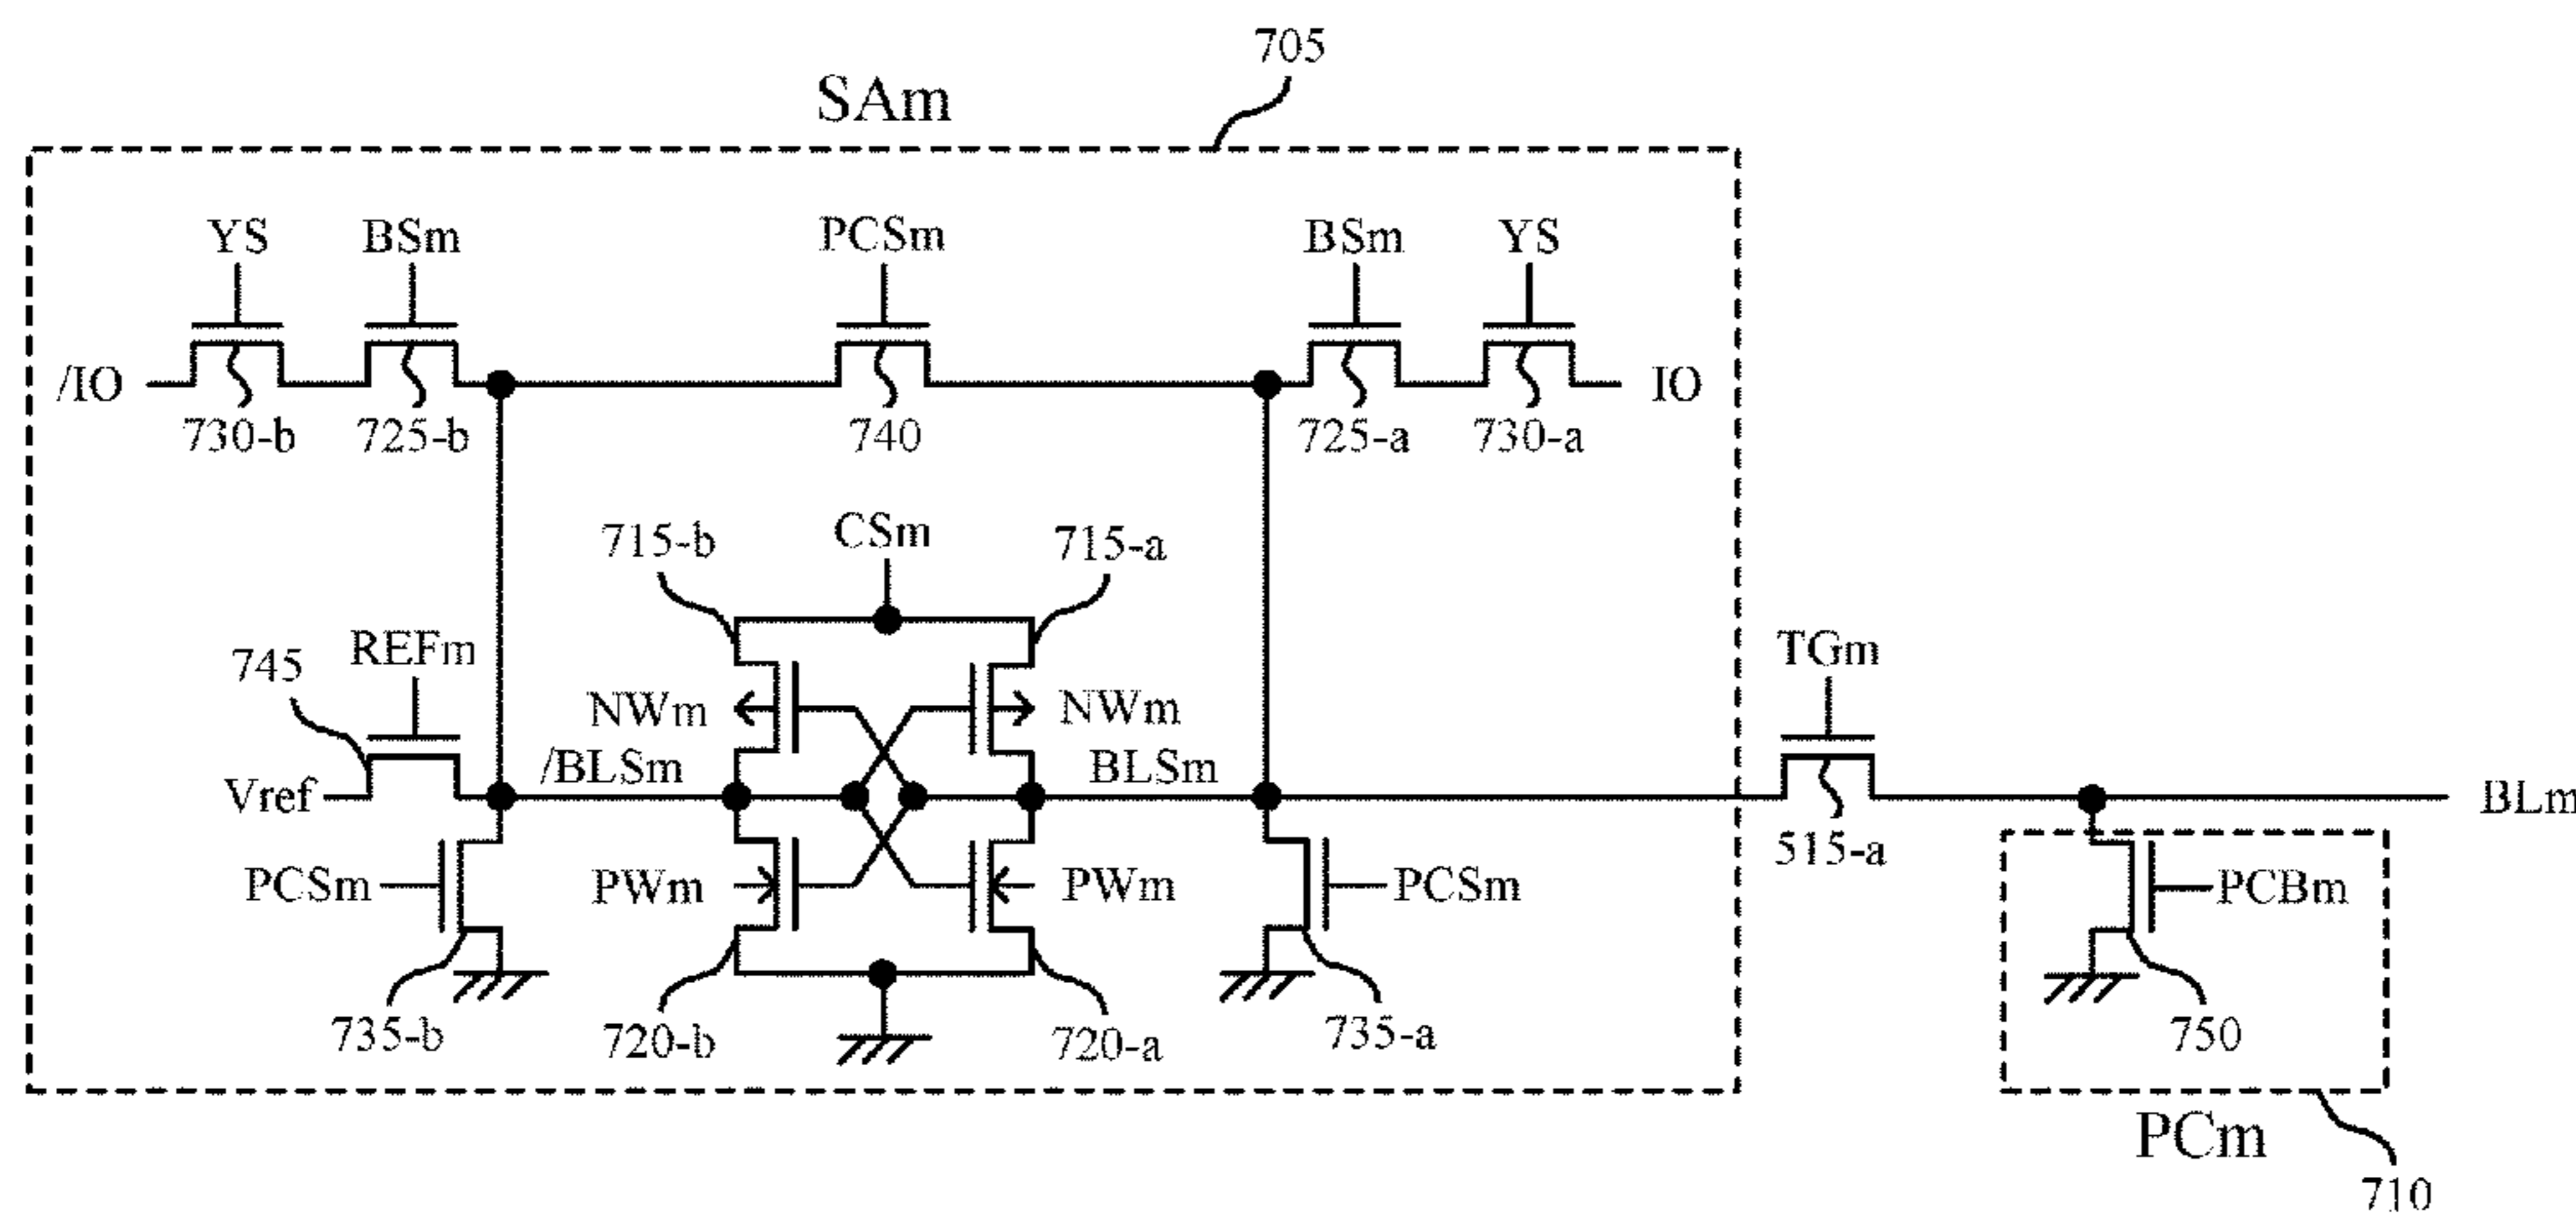 705
SAm
YS BSm PCSm BSm YS
/IO IO
730-b 725-b 740 725-a 730-a
715-b CSm 715-a
745 REFm NWm NWm TGm
Vref /BLSm BLSm BLm
515-a
PCSm PWm PWm PCSm PCBm
735-b 720-b 720-a 735-a 750
PCm
710